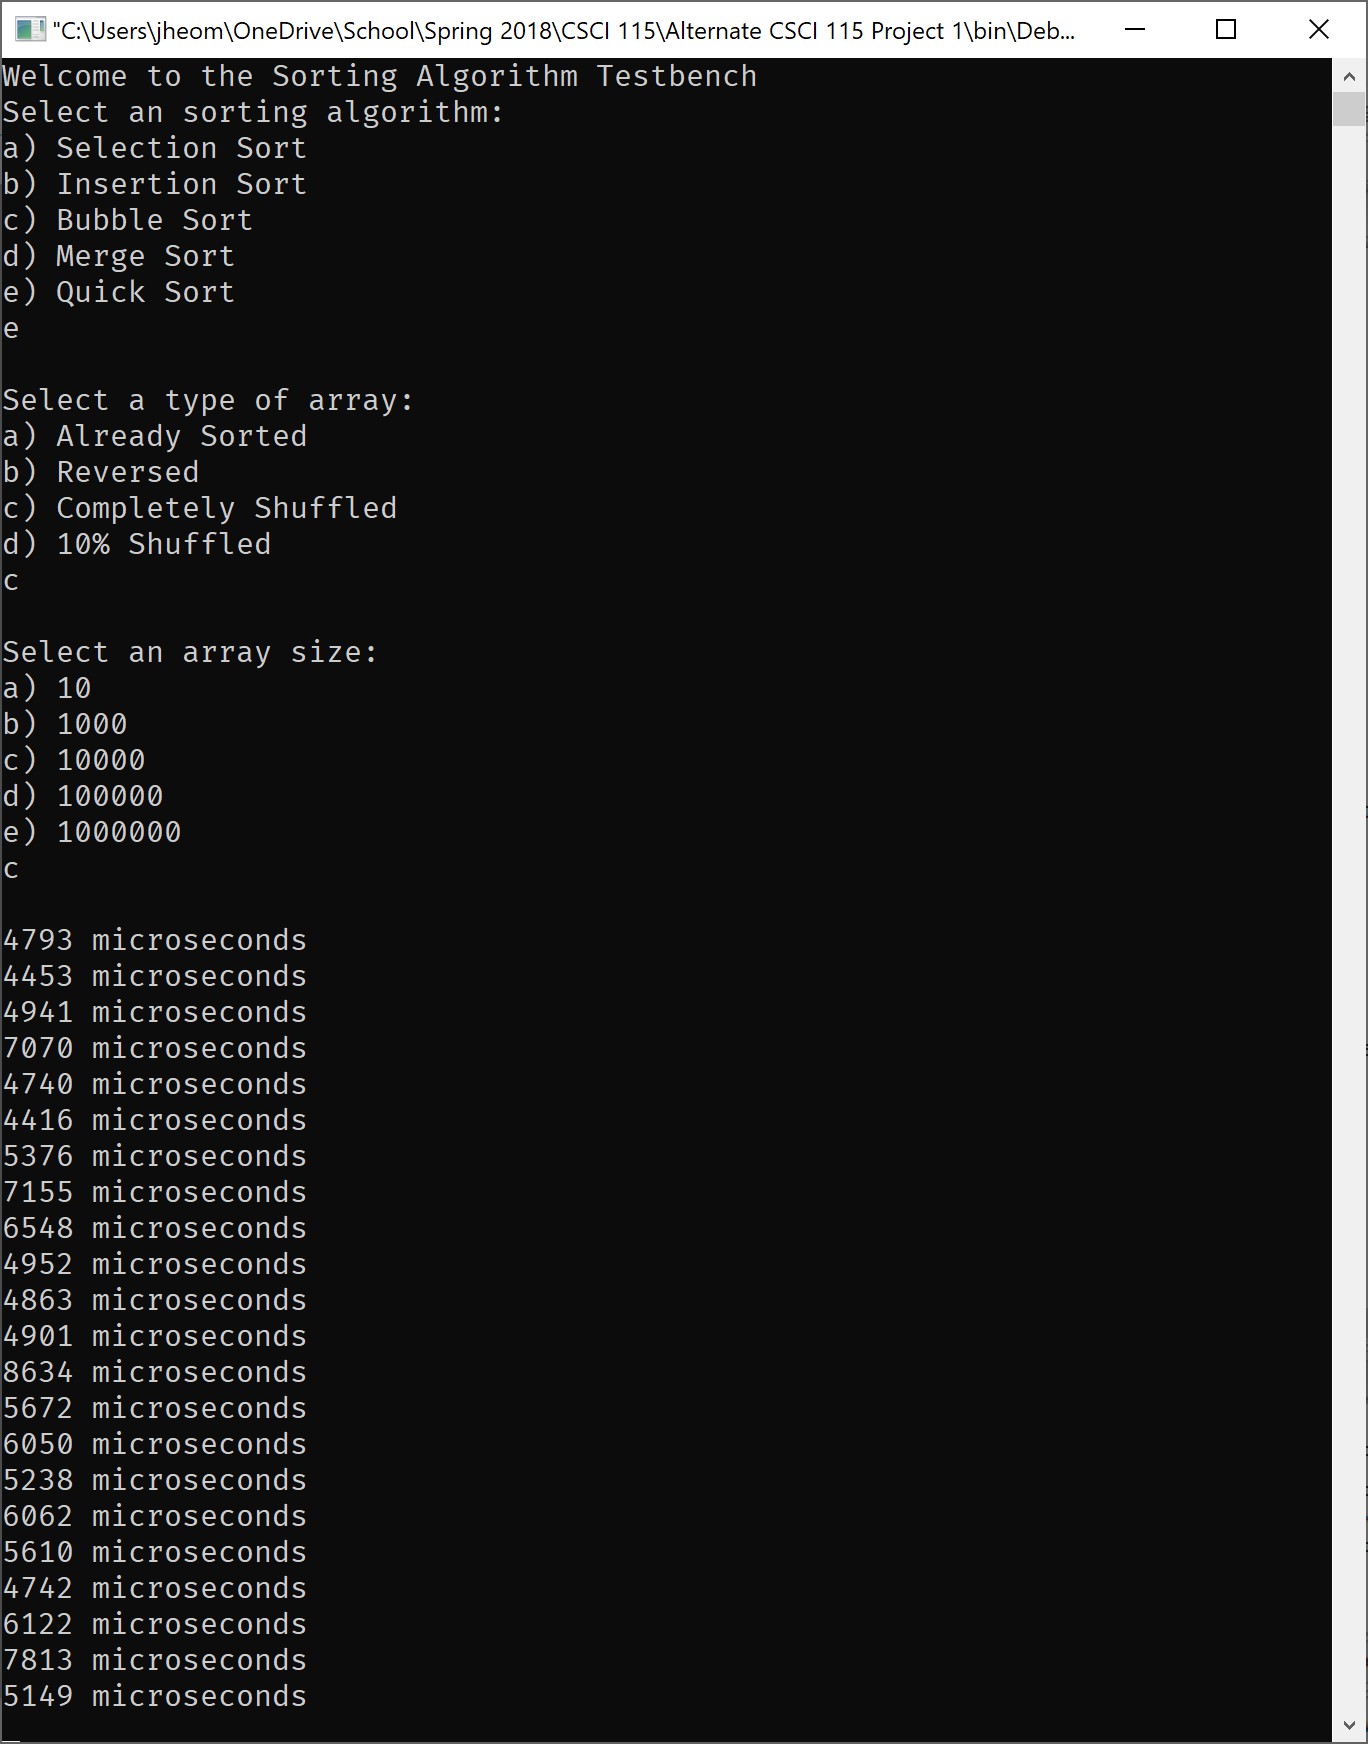 "C:\Users\jheom\OneDrive\School\Spring 2018\CSCI 115\Alternate CSCI 115 Project 1\bin\Deb...
Welcome to the Sorting Algorithm Testbench
Select an sorting algorithm:
a) Selection Sort
b) Insertion Sort
c) Bubble Sort
d) Merge Sort
e) Quick Sort
e
Select a type of array:
a) Already Sorted
b) Reversed
c) Completely Shuffled
d) 10% Shuffled
c
Select an array size:
a) 10
b) 1000
c) 10000
d) 100000
e) 1000000
c
4793 microseconds
4453 microseconds
4941 microseconds
7070 microseconds
4740 microseconds
4416 microseconds
5376 microseconds
7155 microseconds
6548 microseconds
4952 microseconds
4863 microseconds
4901 microseconds
8634 microseconds
5672 microseconds
6050 microseconds
5238 microseconds
6062 microseconds
5610 microseconds
4742 microseconds
6122 microseconds
7813 microseconds
5149 microseconds